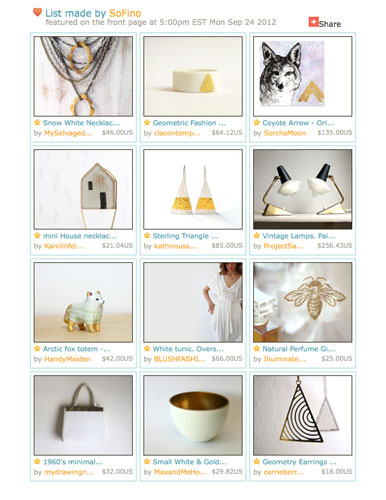 List made by SoFino
featured on the front page at 5:00pm EST Mon Sep 24 2012
Share
Snow White Necklac...
by MySelvaged... $46.00US
Geometric Fashion ...
by clacontemp... $64.12US
Coyote Arrow - Ori...
by SorchaMoon $135.00US
mini House necklac...
by Karolinfel... $21.04US
Sterling Triangle ...
by kathirouss... $85.00US
Vintage Lamps, Pai...
by ProjectSa... $256.43US
Arctic fox totem -...
by HandyMaiden $42.00US
White tunic. Overs...
by BLUSHFASHI... $66.00US
Natural Perfume Gi...
by Illuminate... $25.00US
1960's minimal...
by mydrawingn... $32.00US
Small White & Gold...
by MaxandMeHo... $29.82US
Geometry Earrings ...
by corrieberr... $18.00US